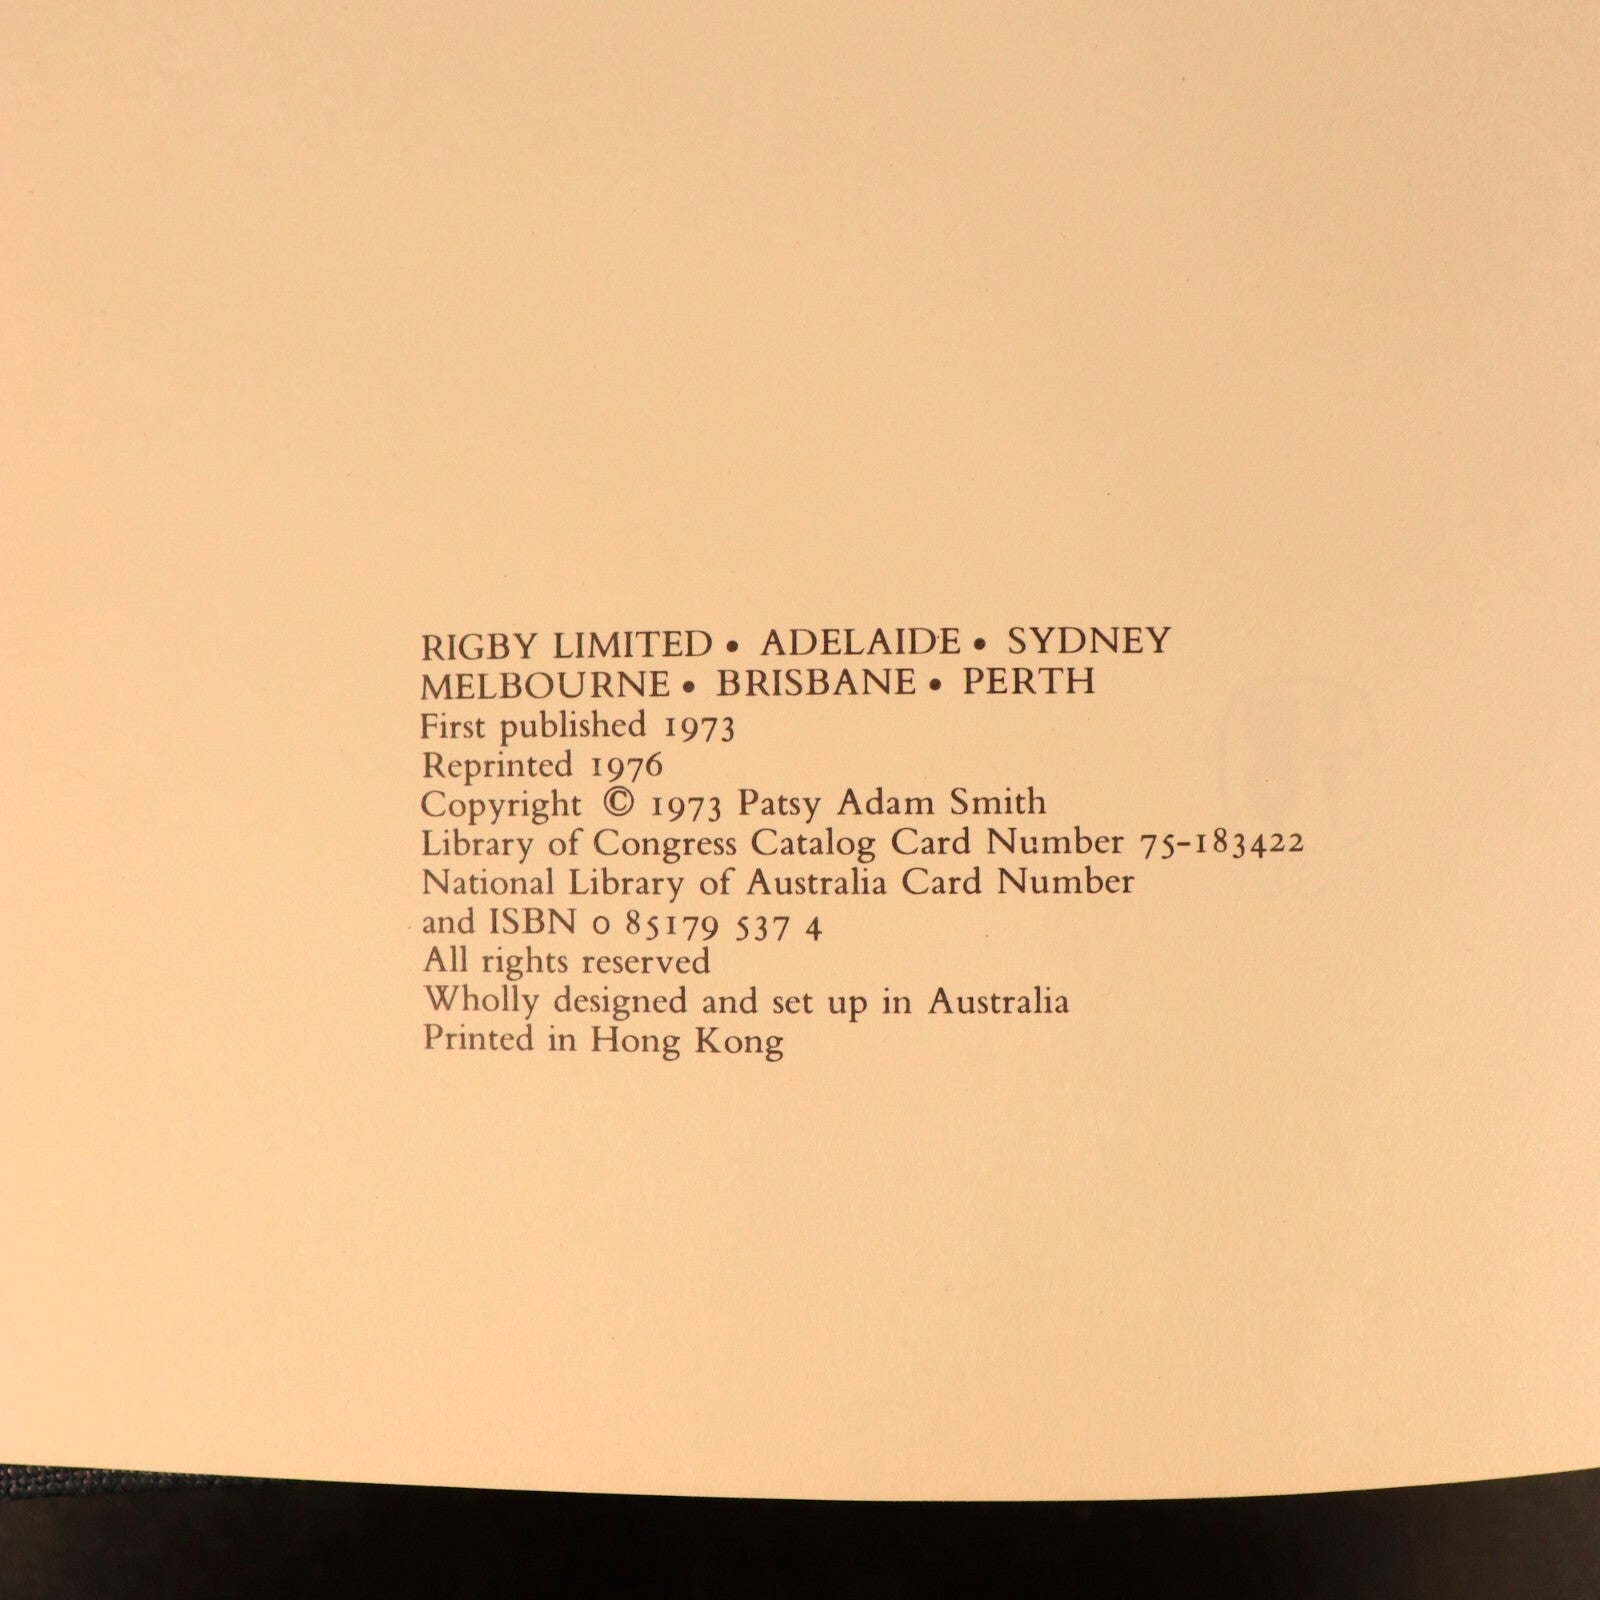 RIGBY LIMITED • ADELAIDE • SYDNEY
MELBOURNE • BRISBANE • PERTH
First published 1973
Reprinted 1976
Copyright © 1973 Patsy Adam Smith
Library of Congress Catalog Card Number 75-183422
National Library of Australia Card Number
and ISBN 0 85179 537 4
All rights reserved
Wholly designed and set up in Australia
Printed in Hong Kong